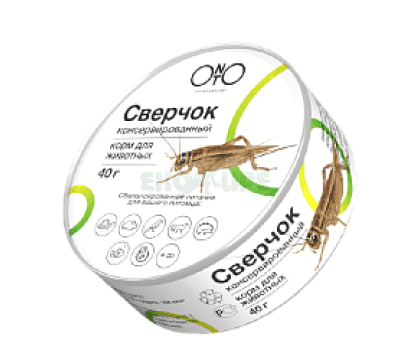 ONTO
Сверчок
консервированный
корм для
животных
40 г
Сбалансированное питание
для вашего питомца:
Сверчок
консервированный
корм для
животных
40 г